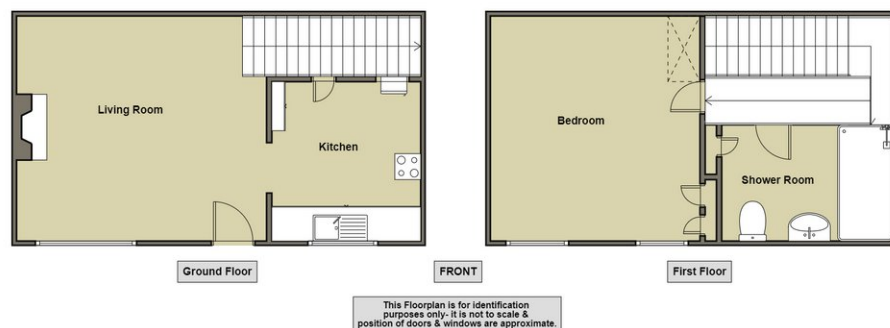 Living Room
Kitchen
Bedroom
Shower Room
Ground Floor
FRONT
First Floor
This Floorplan is for identification
purposes only- it is not to scale &
position of doors & windows are approximate.